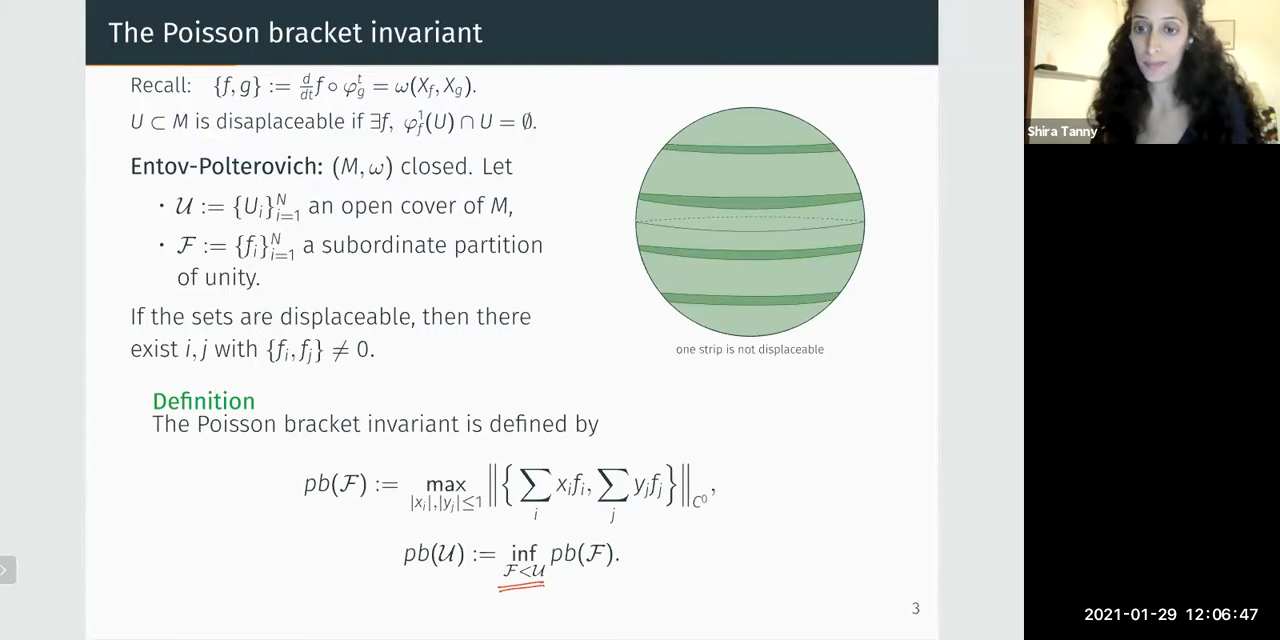 The Poisson bracket invariant
Recall: {f, g} := d/dt f ∘ φ_g^t = ω(X_f, X_g).
U ⊂ M is disaplaceable if ∃f, φ_f^1(U) ∩ U = ∅.
Entov-Polterovich: (M, ω) closed. Let
• 𝒰 := {U_i}_{i=1}^N an open cover of M,
• ℱ := {f_i}_{i=1}^N a subordinate partition
of unity.
If the sets are displaceable, then there
exist i, j with {f_i, f_j} ≠ 0.
one strip is not displaceable
Definition
The Poisson bracket invariant is defined by
pb(ℱ) := max_{|x_i|,|y_j|≤1} ‖{∑_i x_i f_i, ∑_j y_j f_j}‖_{C^0},
pb(𝒰) := inf_{ℱ<𝒰} pb(ℱ).
3
Shira Tanny
2021-01-29 12:06:47